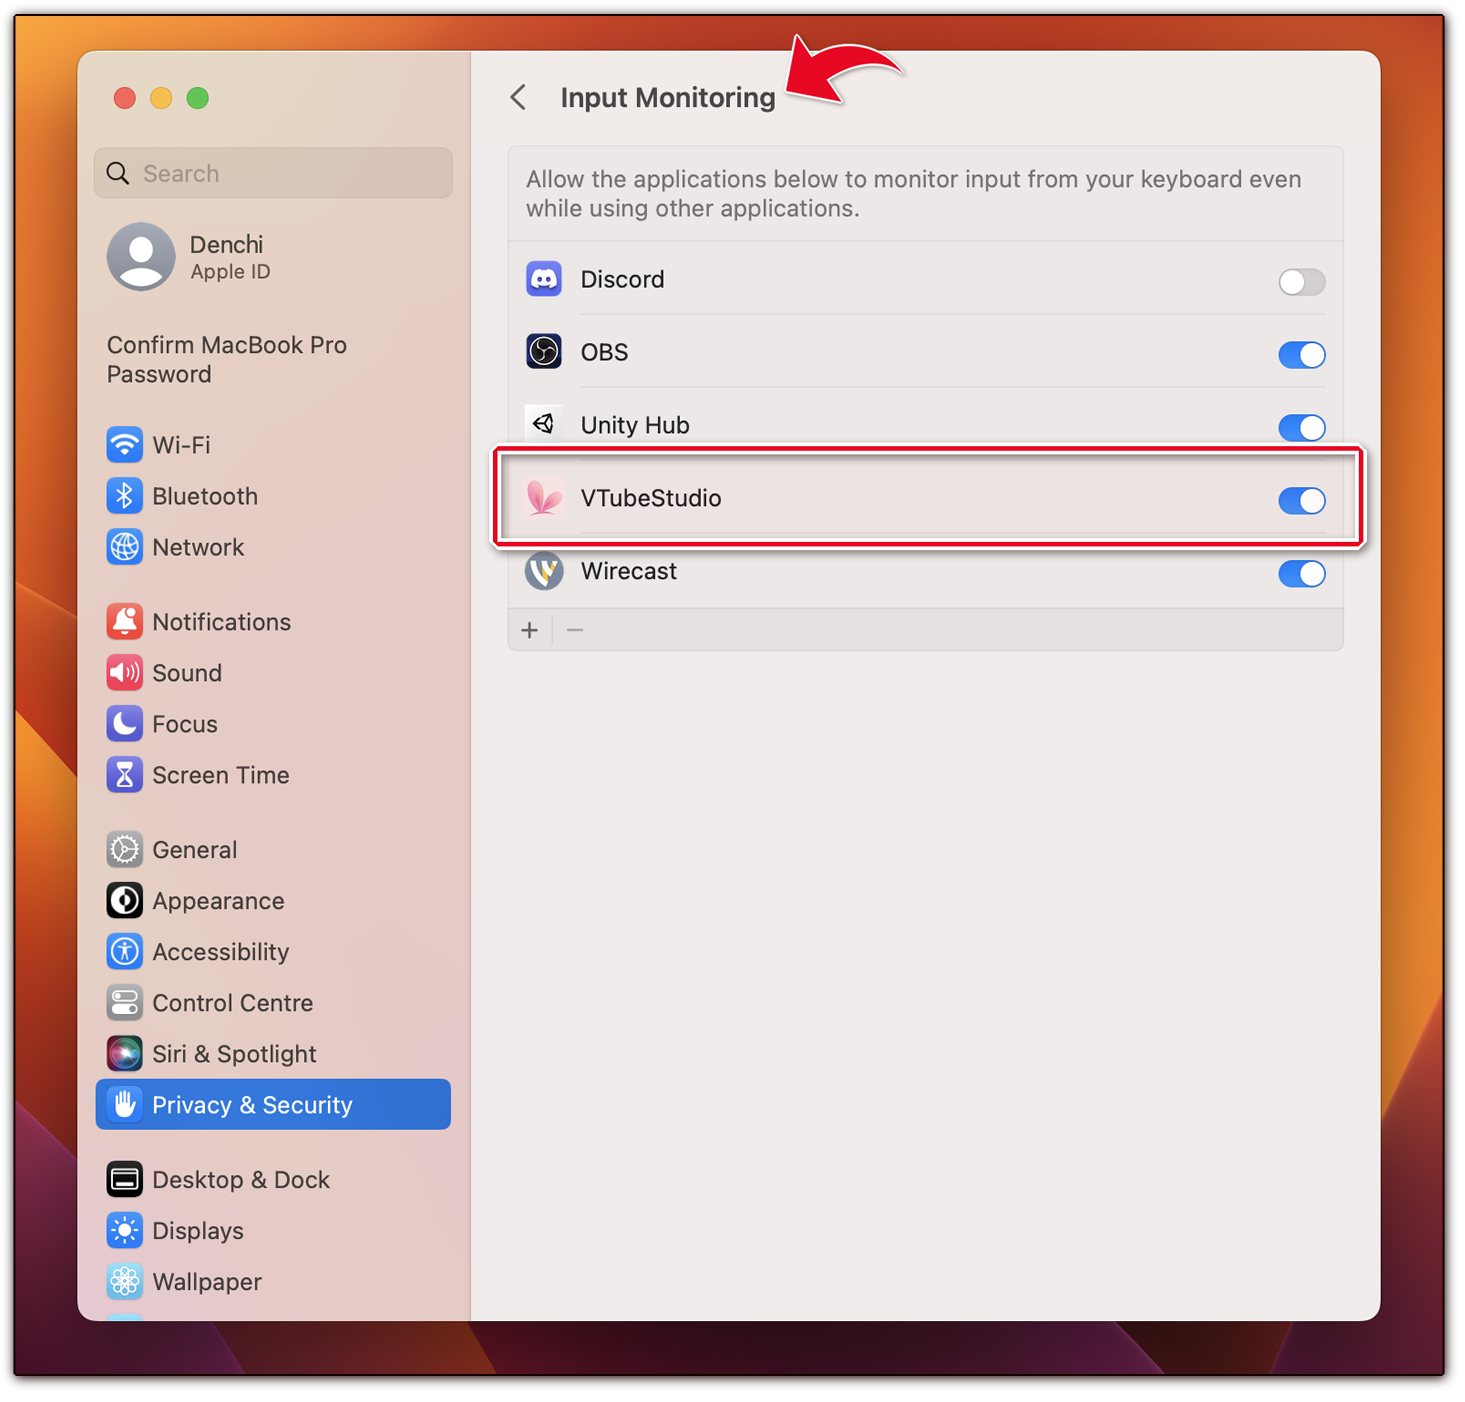 Input Monitoring
Search
Denchi
Apple ID
Confirm MacBook Pro
Password
Wi-Fi
Bluetooth
Network
Notifications
Sound
Focus
Screen Time
General
Appearance
Accessibility
Control Centre
Siri & Spotlight
Privacy & Security
Desktop & Dock
Displays
Wallpaper
Allow the applications below to monitor input from your keyboard even
while using other applications.
Discord
OBS
Unity Hub
VTubeStudio
Wirecast